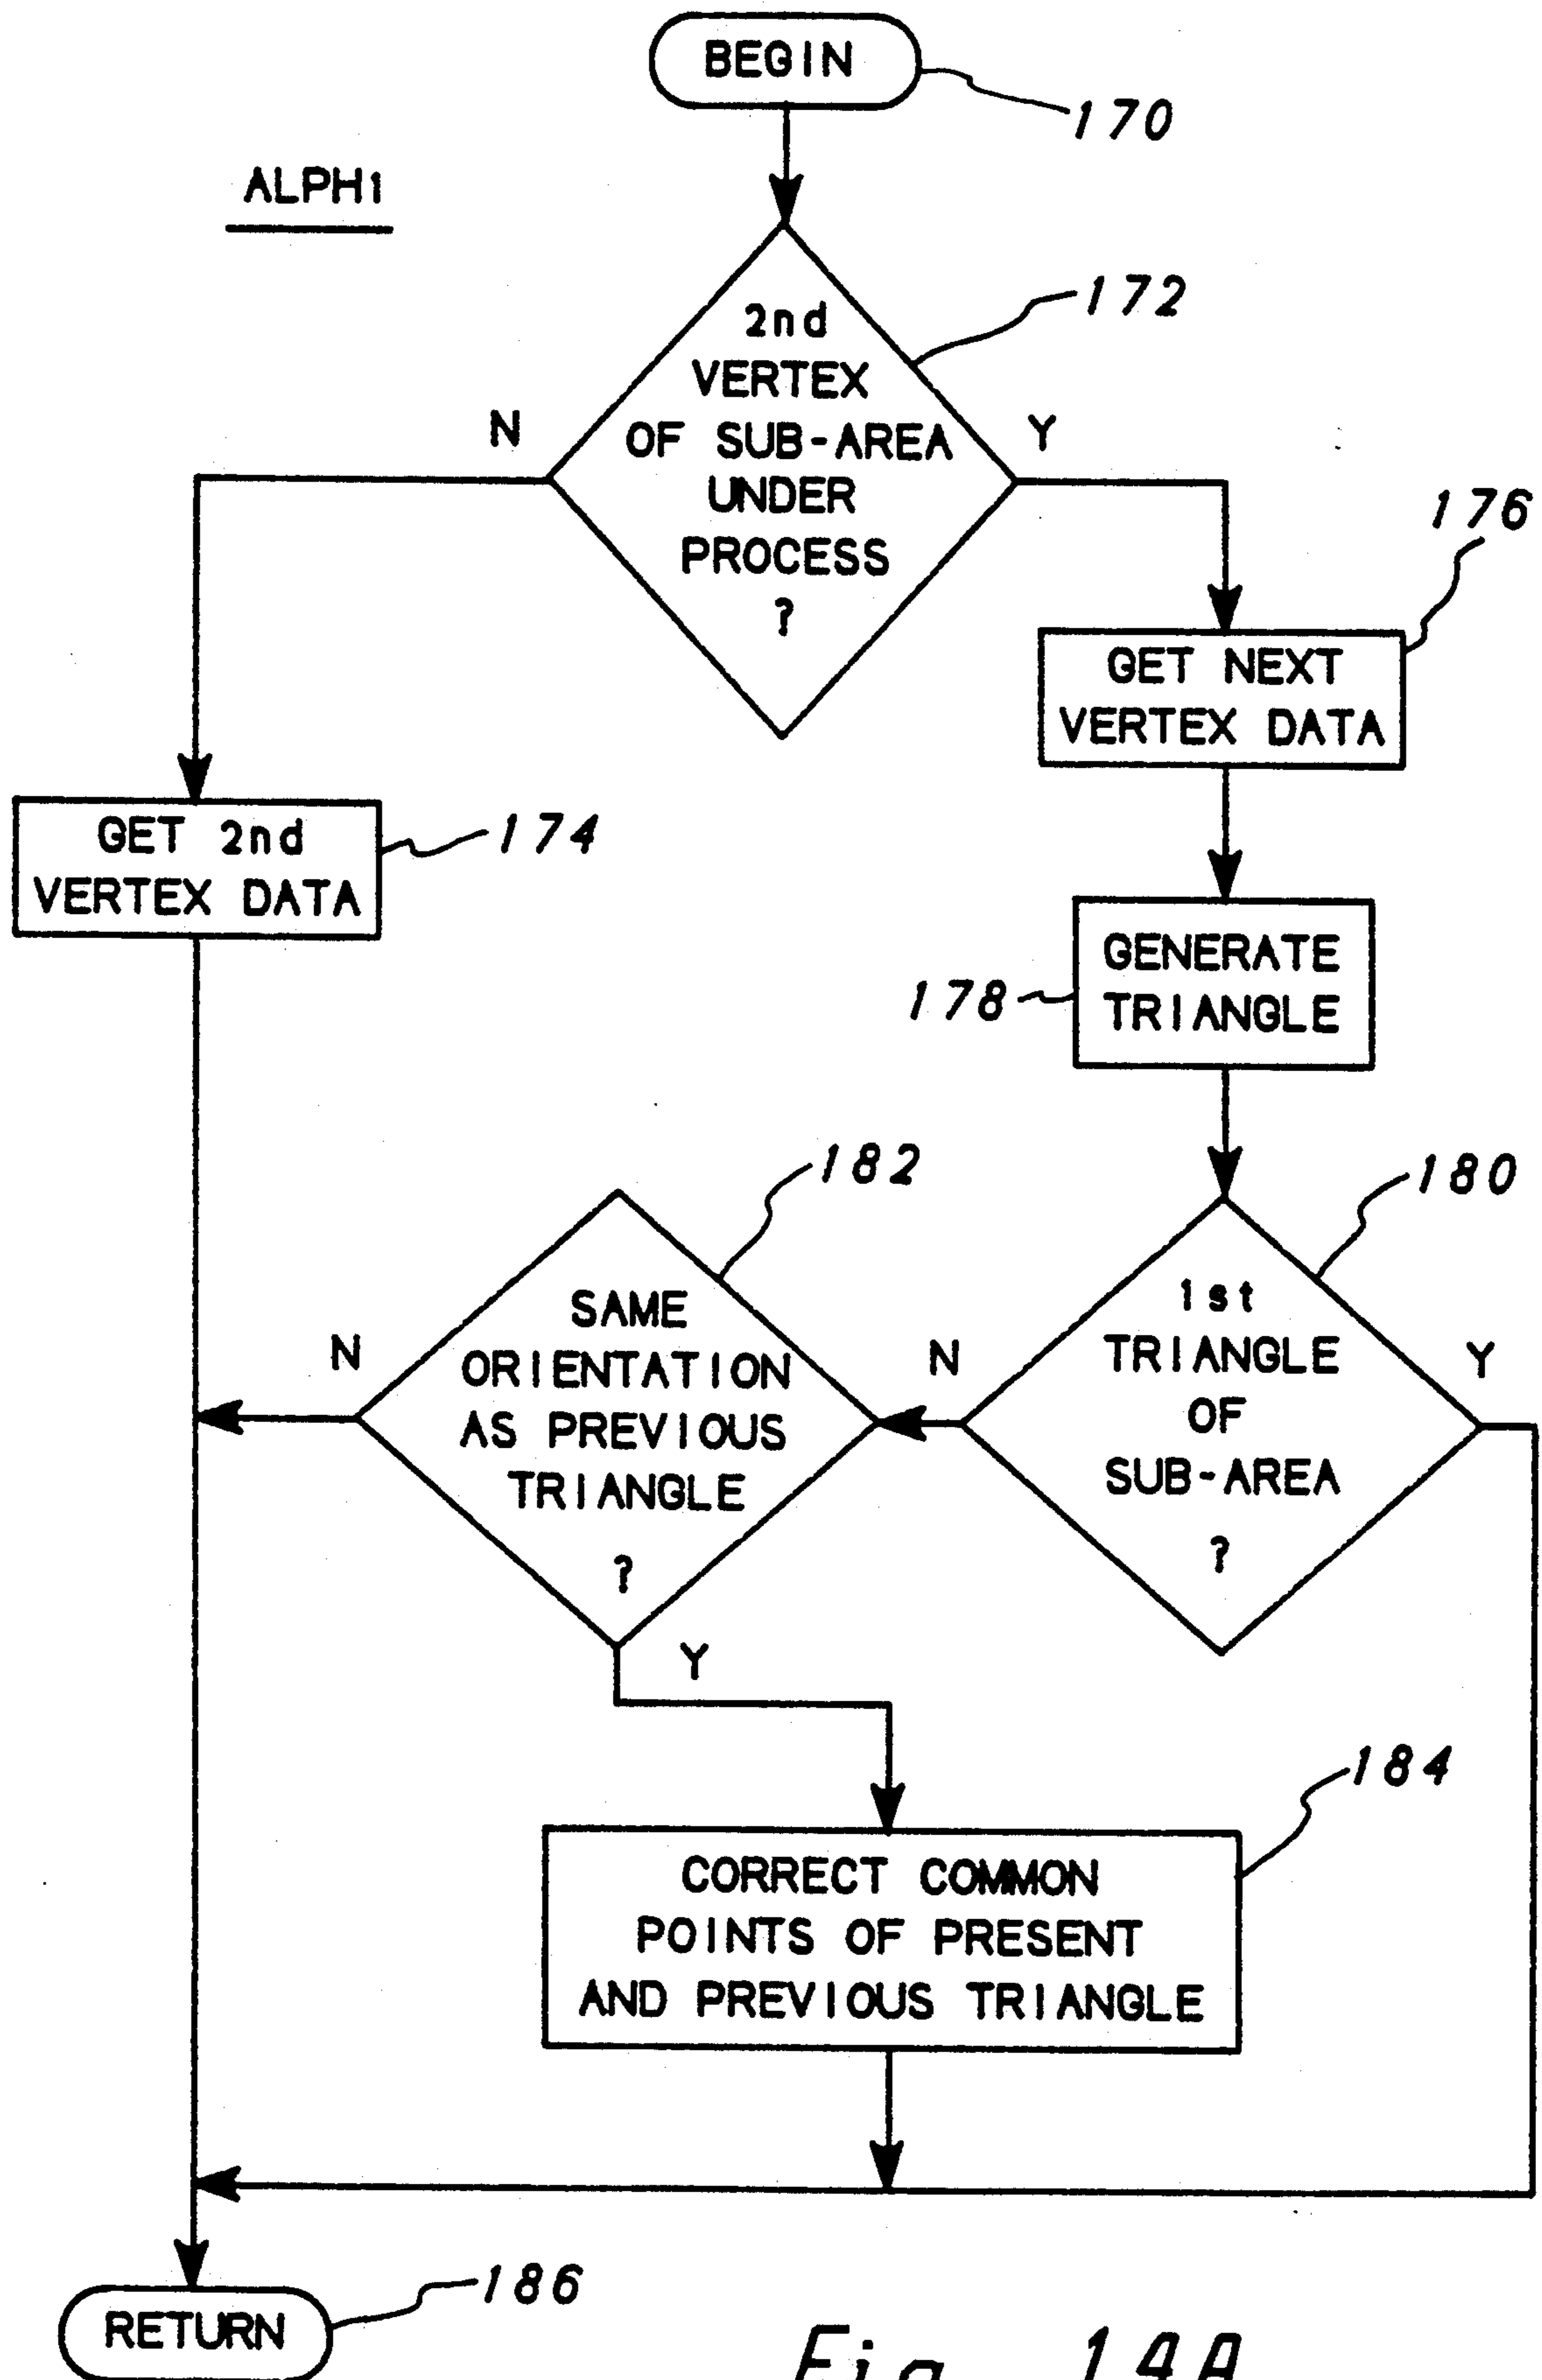 BEGIN
170
ALPH1
172
2nd
VERTEX
OF SUB-AREA
UNDER
PROCESS
?
N
Y
176
GET NEXT
VERTEX DATA
GET 2nd
VERTEX DATA
174
GENERATE
TRIANGLE
178
182
180
SAME
ORIENTATION
AS PREVIOUS
TRIANGLE
?
N
Y
1st
TRIANGLE
OF
SUB-AREA
?
N
Y
184
CORRECT COMMON
POINTS OF PRESENT
AND PREVIOUS TRIANGLE
186
RETURN
Fig. 14A